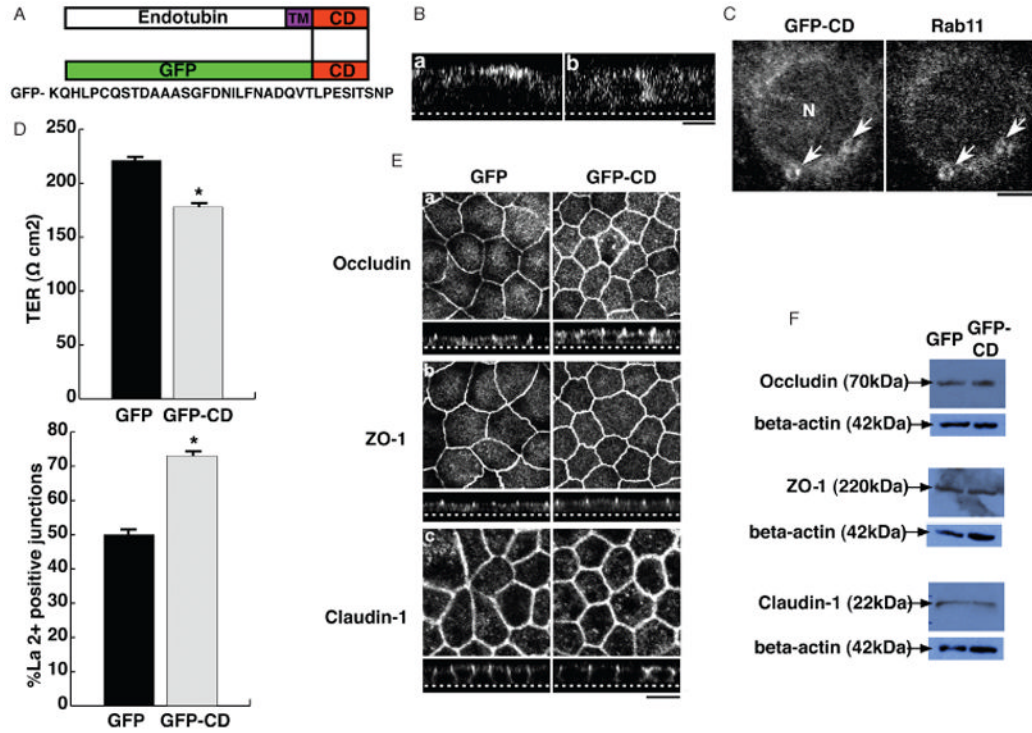 A
Endotubin TM CD
GFP CD
GFP- KQHLPCQSTDAAASGFDNILFNADQVTLPESITSNP
B
a b
C
GFP-CD Rab11
N
D
250
200
150
100
50
0
TER (Ω cm2)
*
GFP GFP-CD
80
70
60
50
40
30
20
10
0
%La 2+ positive junctions
*
GFP GFP-CD
E
GFP GFP-CD
a
Occludin
b
ZO-1
c
Claudin-1
F
GFP GFP-
CD
Occludin (70kDa)
beta-actin (42kDa)
ZO-1 (220kDa)
beta-actin (42kDa)
Claudin-1 (22kDa)
beta-actin (42kDa)